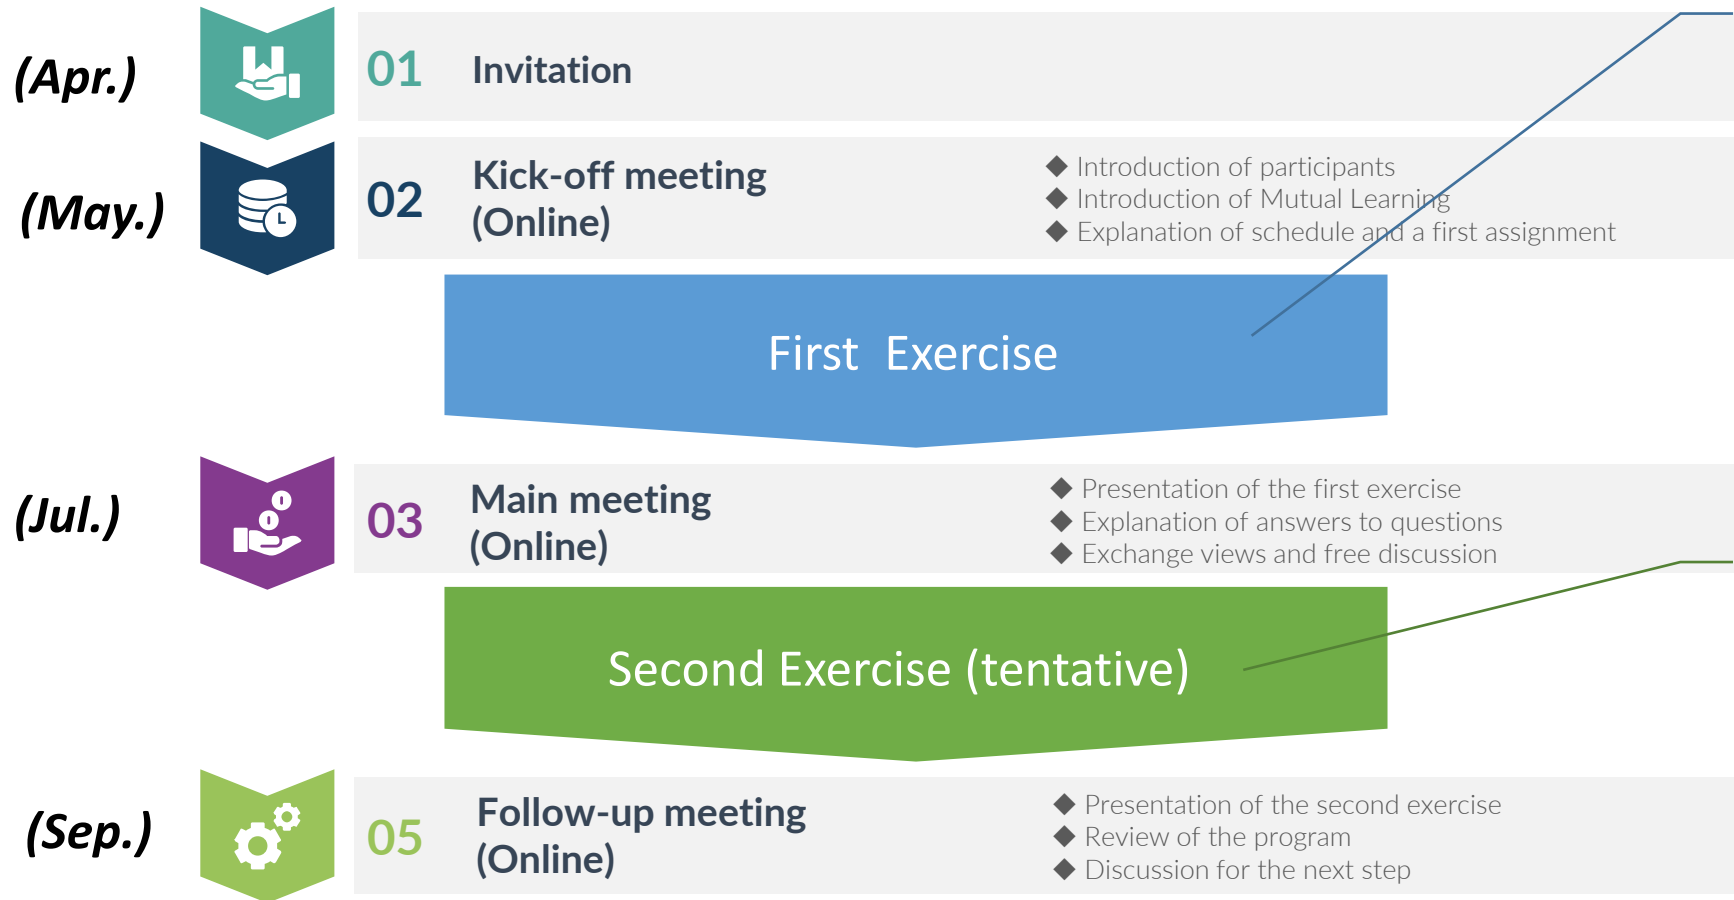 (Apr.)
01
Invitation
(May.)
02
Kick-off meeting
(Online)
◆ Introduction of participants
◆ Introduction of Mutual Learning
◆ Explanation of schedule and a first assignment
First  Exercise
(Jul.)
03
Main meeting
(Online)
◆ Presentation of the first exercise
◆ Explanation of answers to questions
◆ Exchange views and free discussion
Second Exercise (tentative)
(Sep.)
05
Follow-up meeting
(Online)
◆ Presentation of the second exercise
◆ Review of the program
◆ Discussion for the next step